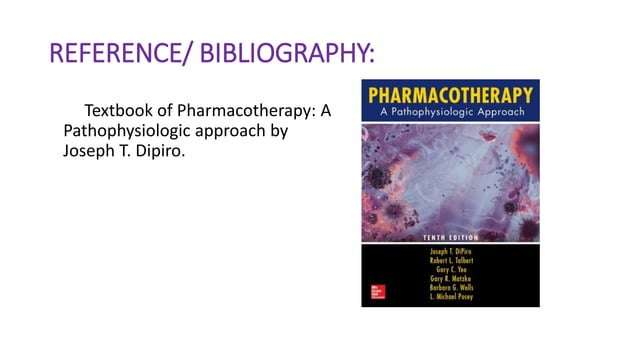 REFERENCE/ BIBLIOGRAPHY:
Textbook of Pharmacotherapy: A
Pathophysiologic approach by
Joseph T. Dipiro.
PHARMACOTHERAPY
A Pathophysiologic Approach
TENTH EDITION
Joseph T. DiPiro
Robert L. Talbert
Gary C. Yee
Gary R. Matzke
Barbara G. Wells
L. Michael Posey